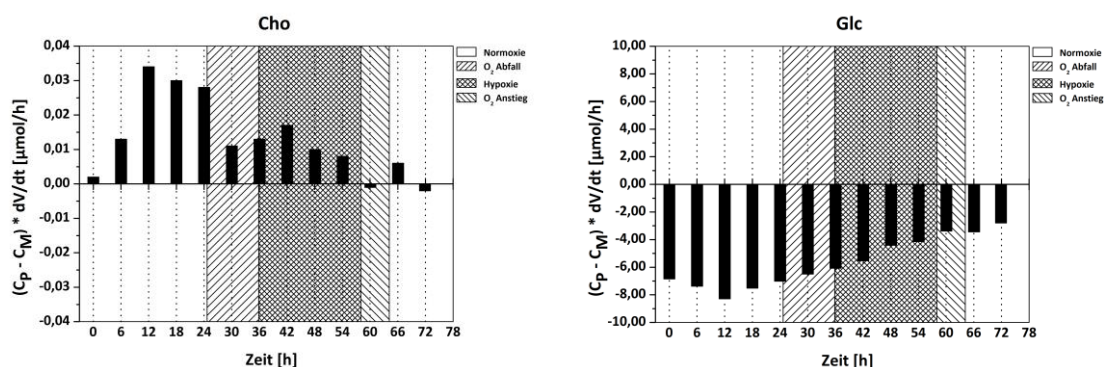 Cho
0,04
0,03
0,02
0,01
0,00
-0,01
-0,02
-0,03
-0,04
(C_P - C_M) * dV/dt [µmol/h]
0 6 12 18 24 30 36 42 48 54 60 66 72 78
Zeit [h]
Normoxie
O₂ Abfall
Hypoxie
O₂ Anstieg
Glc
10,00
8,00
6,00
4,00
2,00
0,00
-2,00
-4,00
-6,00
-8,00
-10,00
(C_P - C_M) * dV/dt [µmol/h]
0 6 12 18 24 30 36 42 48 54 60 66 72 78
Zeit [h]
Normoxie
O₂ Abfall
Hypoxie
O₂ Anstieg